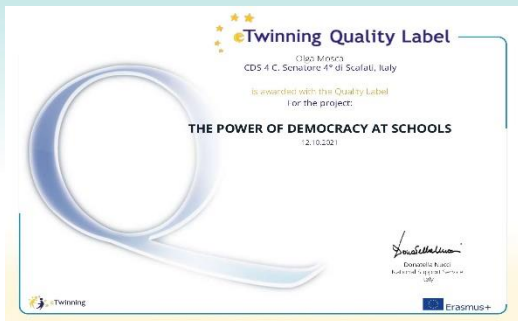 eTwinning Quality Label
Olga Mosca
CDS 4 C. Senatore 4° di Scafati, Italy
is awarded with the Quality Label
For the project:
THE POWER OF DEMOCRACY AT SCHOOLS
12.10.2021
Donatella Nucci
National Support Service
Italy
eTwinning
Erasmus+